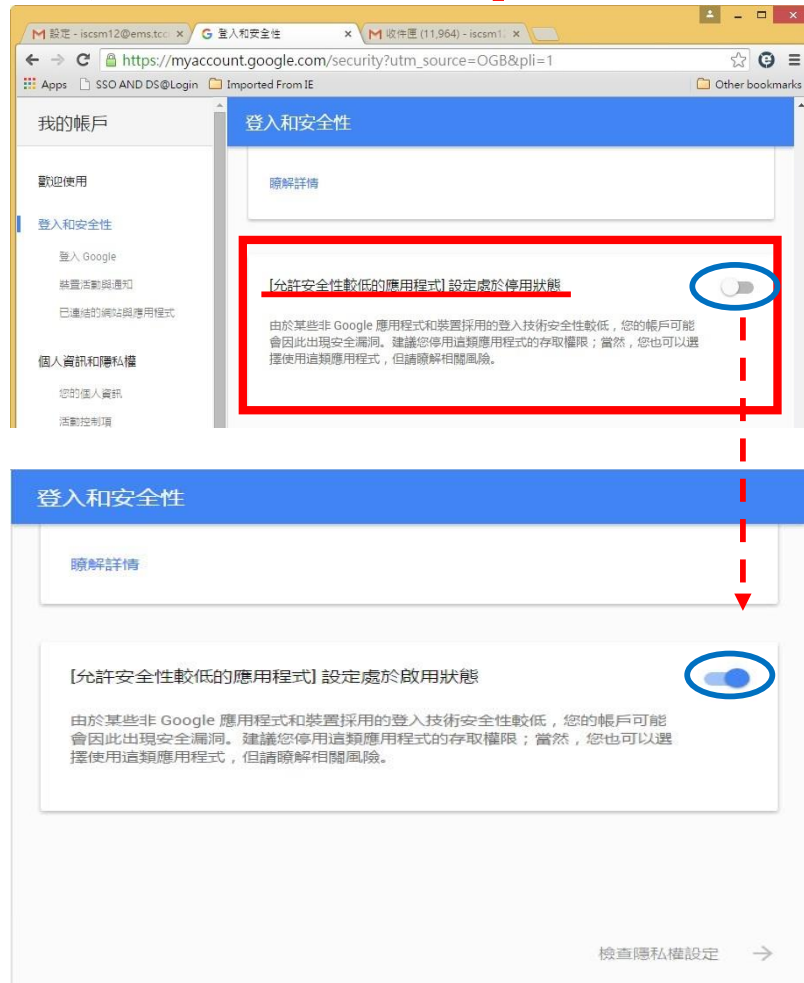 設定 - iscsm12@ems.tcc
登入和安全性
收件匣 (11,964) - iscsm1
https://myaccount.google.com/security?utm_source=OGB&pli=1
Apps SSO AND DS@Login Imported From IE Other bookmarks
我的帳戶
登入和安全性
歡迎使用
瞭解詳情
登入和安全性
登入 Google
裝置活動與通知
已連結的網站與應用程式
[允許安全性較低的應用程式] 設定處於停用狀態
由於某些非 Google 應用程式和裝置採用的登入技術安全性較低，您的帳戶可能
會因此出現安全漏洞。建議您停用這類應用程式的存取權限；當然，您也可以選
擇使用這類應用程式，但請瞭解相關風險。
個人資訊和隱私權
您的個人資訊
活動控制項
登入和安全性
瞭解詳情
[允許安全性較低的應用程式] 設定處於啟用狀態
由於某些非 Google 應用程式和裝置採用的登入技術安全性較低，您的帳戶可能
會因此出現安全漏洞。建議您停用這類應用程式的存取權限；當然，您也可以選
擇使用這類應用程式，但請瞭解相關風險。
檢查隱私權設定